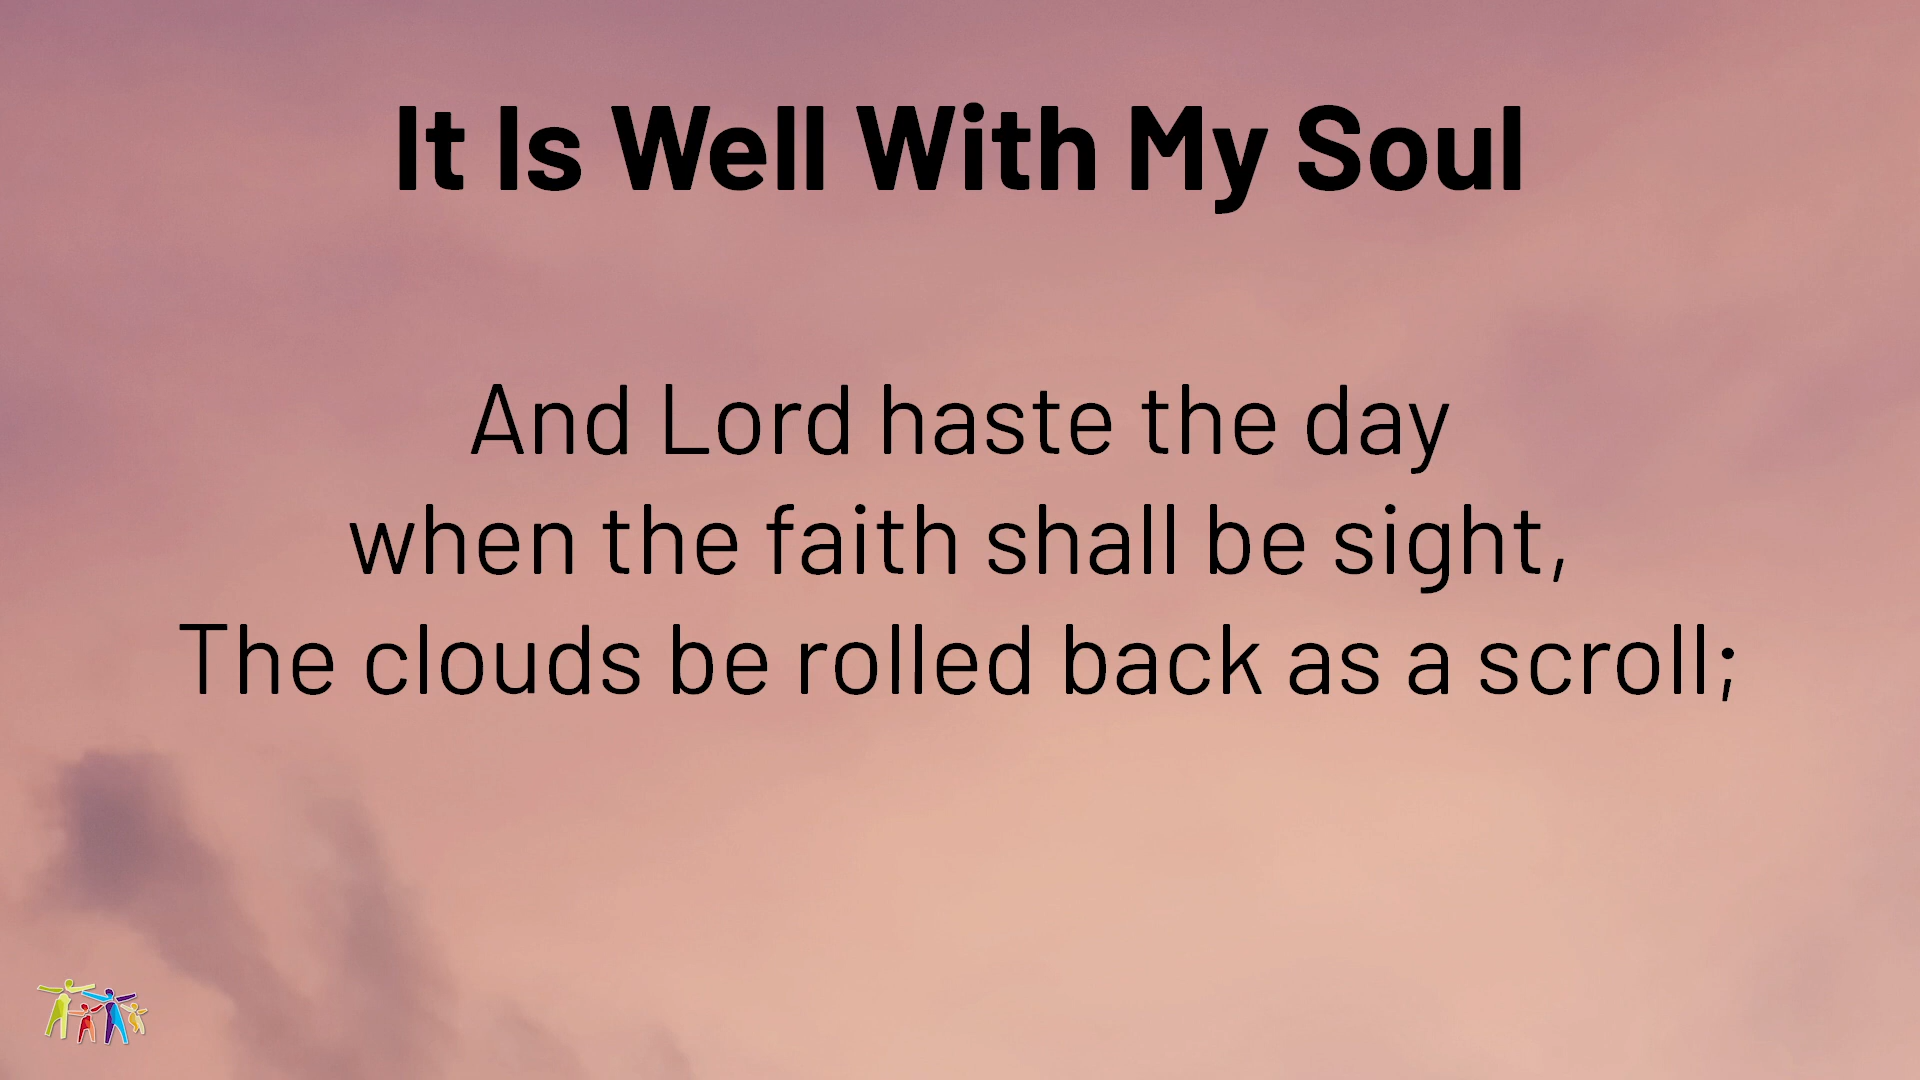 It Is Well With My Soul
And Lord haste the day
when the faith shall be sight,
The clouds be rolled back as a scroll;